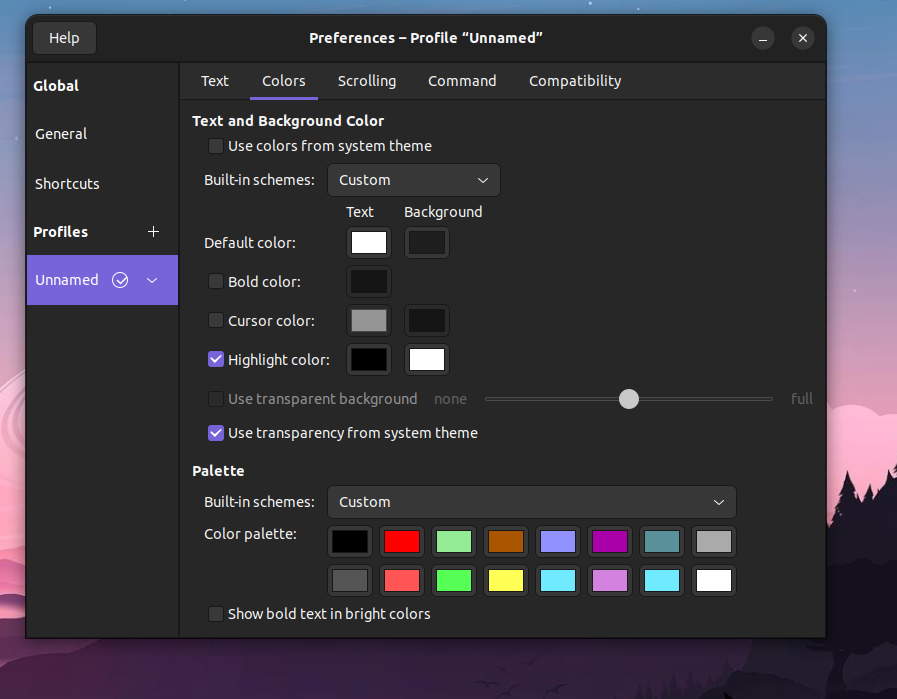 Help
Preferences – Profile “Unnamed”
Global
General
Shortcuts
Profiles
Unnamed
Text Colors Scrolling Command Compatibility
Text and Background Color
Use colors from system theme
Built-in schemes: Custom
Text Background
Default color:
Bold color:
Cursor color:
Highlight color:
Use transparent background none full
Use transparency from system theme
Palette
Built-in schemes: Custom
Color palette:
Show bold text in bright colors